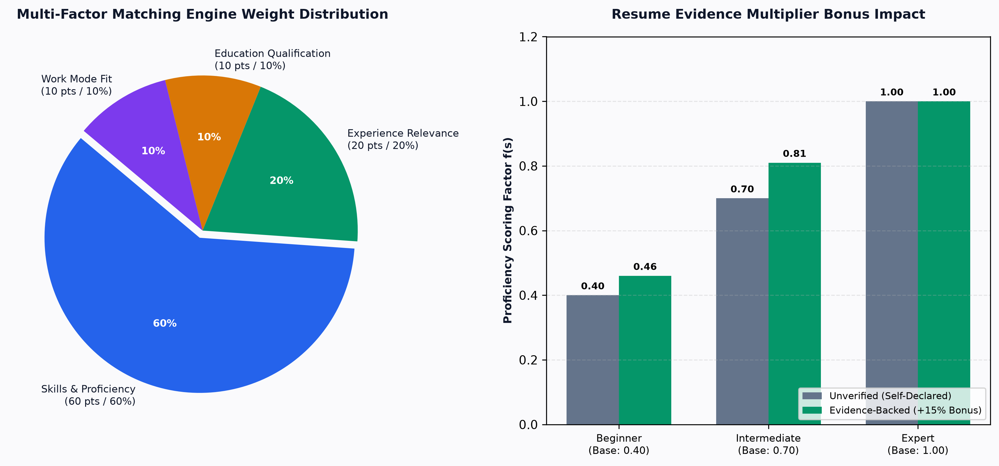 Multi-Factor Matching Engine Weight Distribution
Education Qualification
(10 pts / 10%)
Work Mode Fit
(10 pts / 10%)
Experience Relevance
(20 pts / 20%)
10%
10%
20%
60%
Skills & Proficiency
(60 pts / 60%)
Resume Evidence Multiplier Bonus Impact
Proficiency Scoring Factor f(s)
1.2
1.0
0.8
0.6
0.4
0.2
0.0
0.40
0.46
0.70
0.81
1.00
1.00
Unverified (Self-Declared)
Evidence-Backed (+15% Bonus)
Beginner
(Base: 0.40)
Intermediate
(Base: 0.70)
Expert
(Base: 1.00)